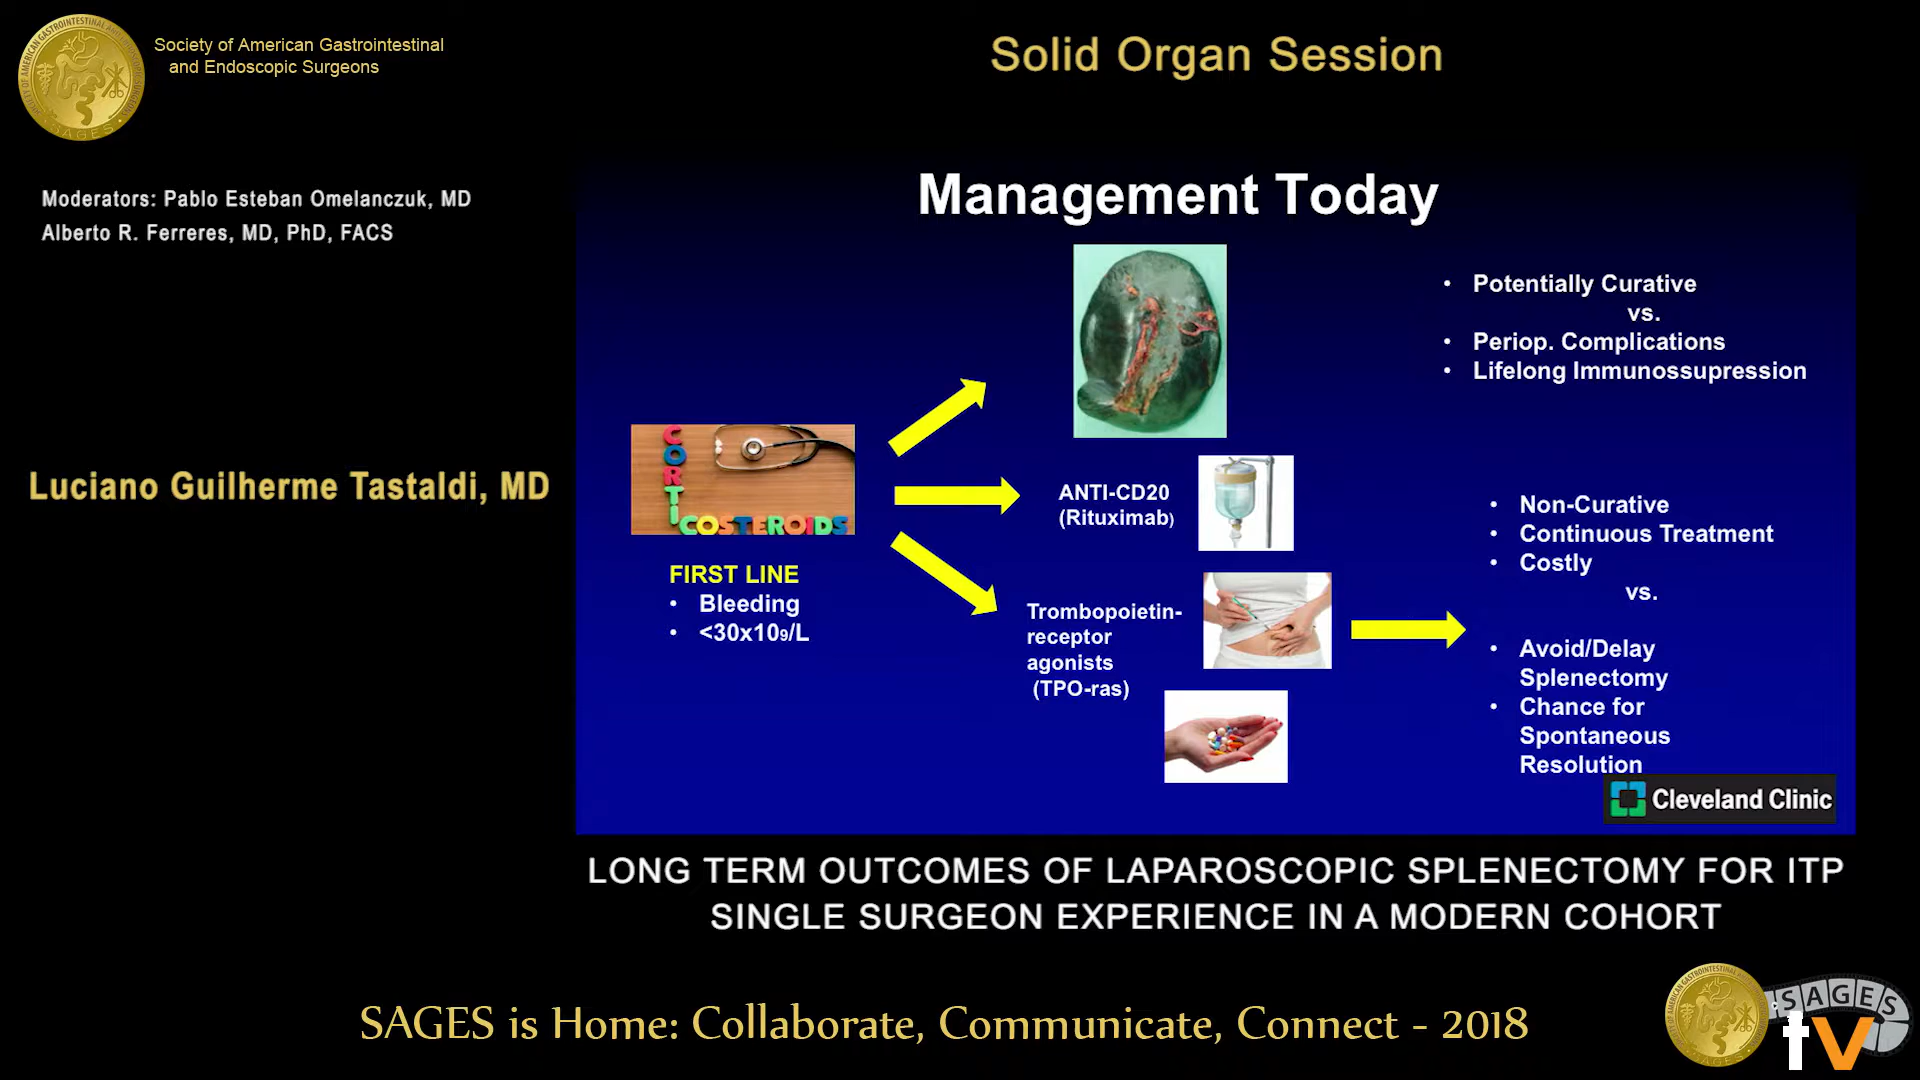 Society of American Gastrointestinal
and Endoscopic Surgeons
Solid Organ Session
Moderators: Pablo Esteban Omelanczuk, MD
Alberto R. Ferreres, MD, PhD, FACS
Luciano Guilherme Tastaldi, MD
Management Today
• Potentially Curative
vs.
• Periop. Complications
• Lifelong Immunossupression
CORTICOSTEROIDS
FIRST LINE
• Bleeding
• <30x109/L
ANTI-CD20
(Rituximab)
Trombopoietin-
receptor
agonists
(TPO-ras)
• Non-Curative
• Continuous Treatment
• Costly
vs.
• Avoid/Delay
Splenectomy
• Chance for
Spontaneous
Resolution
Cleveland Clinic
LONG TERM OUTCOMES OF LAPAROSCOPIC SPLENECTOMY FOR ITP
SINGLE SURGEON EXPERIENCE IN A MODERN COHORT
SAGES is Home: Collaborate, Communicate, Connect - 2018
SAGES
tv